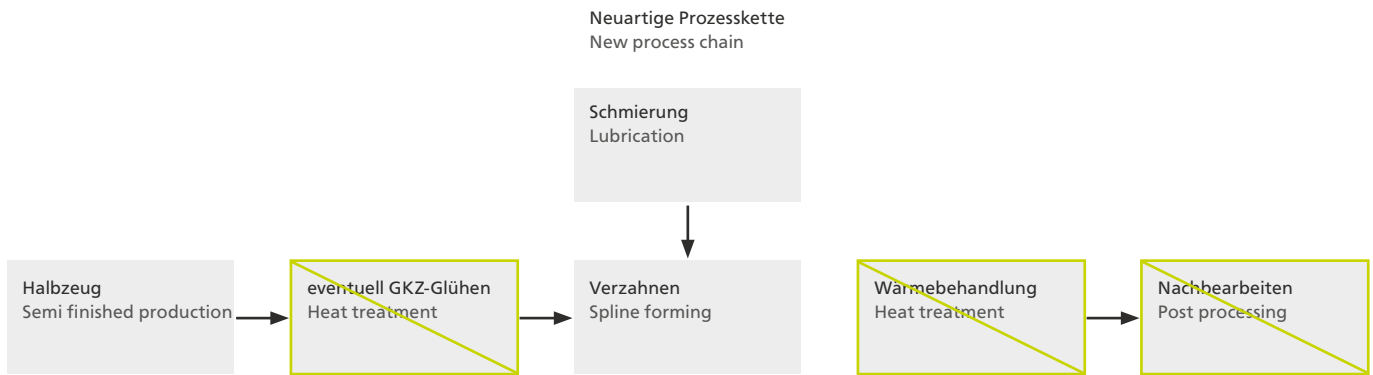 Neuartige Prozesskette
New process chain
Schmierung
Lubrication
Halbzeug
Semi finished production
eventuell GKZ-Glühen
Heat treatment
Verzahnen
Spline forming
Wärmebehandlung
Heat treatment
Nachbearbeiten
Post processing